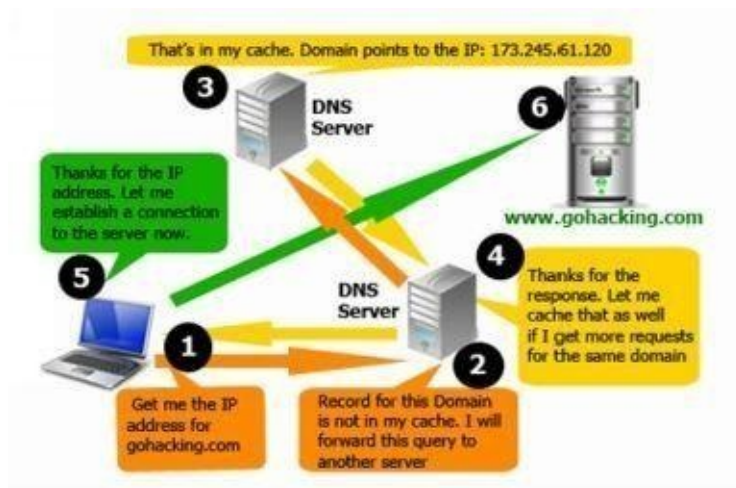 That's in my cache. Domain points to the IP: 173.245.61.120
3
DNS
Server
6
www.gohacking.com
Thanks for the IP
address. Let me
establish a connection
to the server now.
5
4
Thanks for the
response. Let me
cache that as well
if I get more requests
for the same domain
DNS
Server
1
Get me the IP
address for
gohacking.com
2
Record for this Domain
is not in my cache. I will
forward this query to
another server